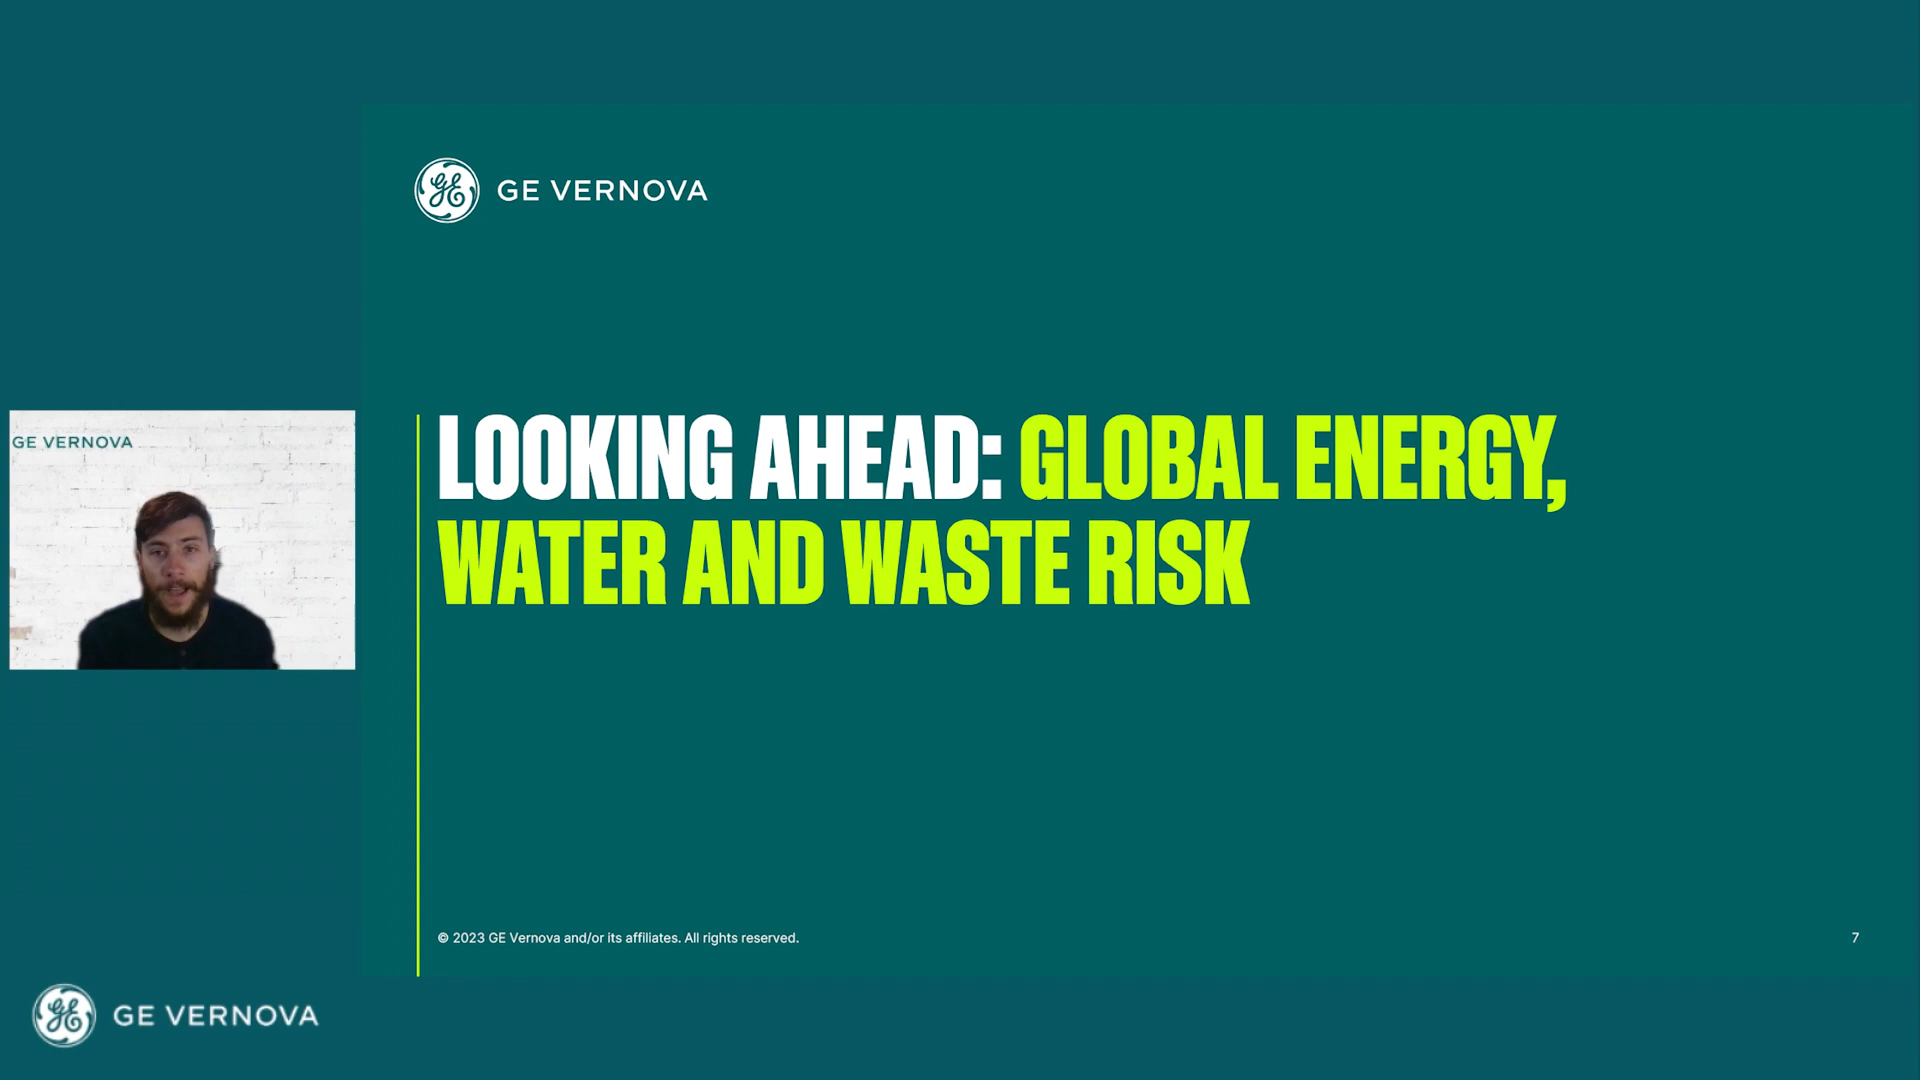 GE VERNOVA
GE VERNOVA
LOOKING AHEAD: GLOBAL ENERGY,
WATER AND WASTE RISK
© 2023 GE Vernova and/or its affiliates. All rights reserved.
7
GE VERNOVA